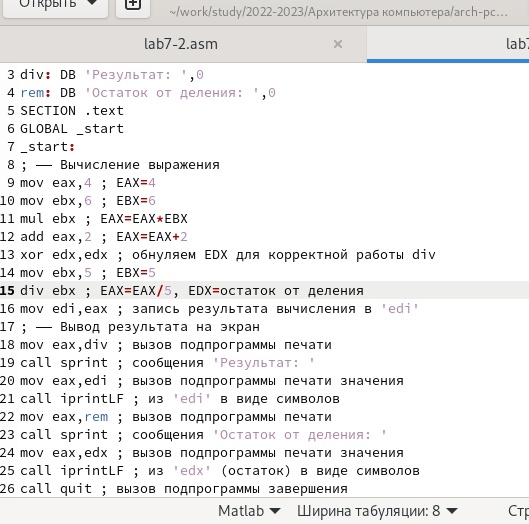 Открыть
~/work/study/2022-2023/Архитектура компьютера/arch-pc...
lab7-2.asm × lab7
3 div: DB 'Результат: ',0
4 rem: DB 'Остаток от деления: ',0
5 SECTION .text
6 GLOBAL _start
7 _start:
8 ; —— Вычисление выражения
9 mov eax,4 ; EAX=4
10 mov ebx,6 ; EBX=6
11 mul ebx ; EAX=EAX*EBX
12 add eax,2 ; EAX=EAX+2
13 xor edx,edx ; обнуляем EDX для корректной работы div
14 mov ebx,5 ; EBX=5
15 div ebx ; EAX=EAX/5, EDX=остаток от деления
16 mov edi,eax ; запись результата вычисления в 'edi'
17 ; —— Вывод результата на экран
18 mov eax,div ; вызов подпрограммы печати
19 call sprint ; сообщения 'Результат: '
20 mov eax,edi ; вызов подпрограммы печати значения
21 call iprintLF ; из 'edi' в виде символов
22 mov eax,rem ; вызов подпрограммы печати
23 call sprint ; сообщения 'Остаток от деления: '
24 mov eax,edx ; вызов подпрограммы печати значения
25 call iprintLF ; из 'edx' (остаток) в виде символов
26 call quit ; вызов подпрограммы завершения
Matlab Ширина табуляции: 8 Стр